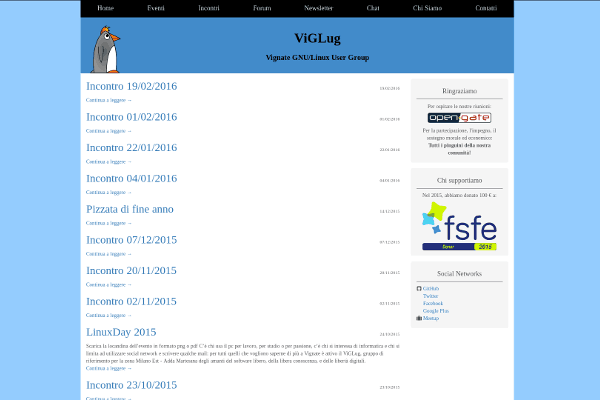 Home Eventi Incontri Forum Newsletter Chat Chi Siamo Contatti
ViGLug
Vignate GNU/Linux User Group
Incontro 19/02/2016
19/02/2016
Continua a leggere →
Incontro 01/02/2016
01/02/2016
Continua a leggere →
Incontro 22/01/2016
22/01/2016
Continua a leggere →
Incontro 04/01/2016
04/01/2016
Continua a leggere →
Pizzata di fine anno
Continua a leggere →
Incontro 07/12/2015
07/12/2015
Continua a leggere →
Incontro 20/11/2015
20/11/2015
Continua a leggere →
Incontro 02/11/2015
02/11/2015
Continua a leggere →
LinuxDay 2015
Scarica la locandina dell'evento in formato png o pdf C'è chi usa il pc per lavoro, per studio o per passione, c'è chi si interessa di informatica e chi si
limita ad utilizzare social network e scrivere qualche mail: per tutti quelli che vogliono saperne di più a Vignate è attivo il ViGLug, gruppo di
riferimento per la zona Milano Est - Adda Martesana degli amanti del software libero, della libera conoscenza, e delle libertà digitali.
Continua a leggere →
Incontro 23/10/2015
23/10/2015
Continua a leggere →
Ringraziamo
Per ospitare le nostre riunioni:
opengate
Per la partecipazione, l'impegno, il
sostegno morale ed economico:
Tutti i pinguini della nostra
comunità!
Chi supportiamo
Nel 2015, abbiamo donato 100 € a:
fsfe
Donor 2015
Social Networks
GitHub
Twitter
Facebook
Google Plus
Meetup